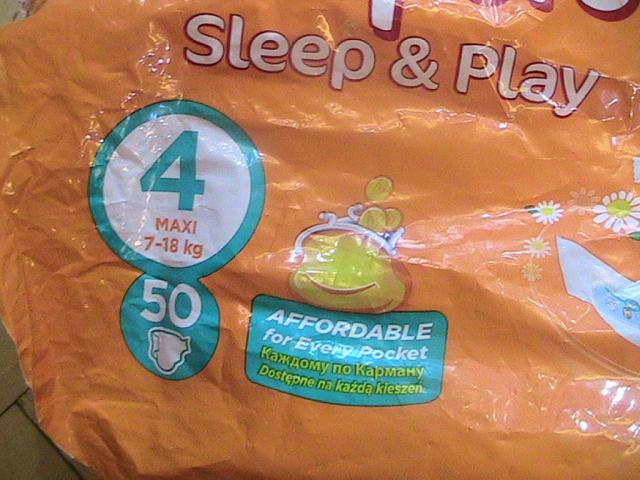 Sleep & Play
4
MAXI
7-18 kg
50
AFFORDABLE
for Every Pocket
Каждому по Карману
Dostępne na każdą kieszeń